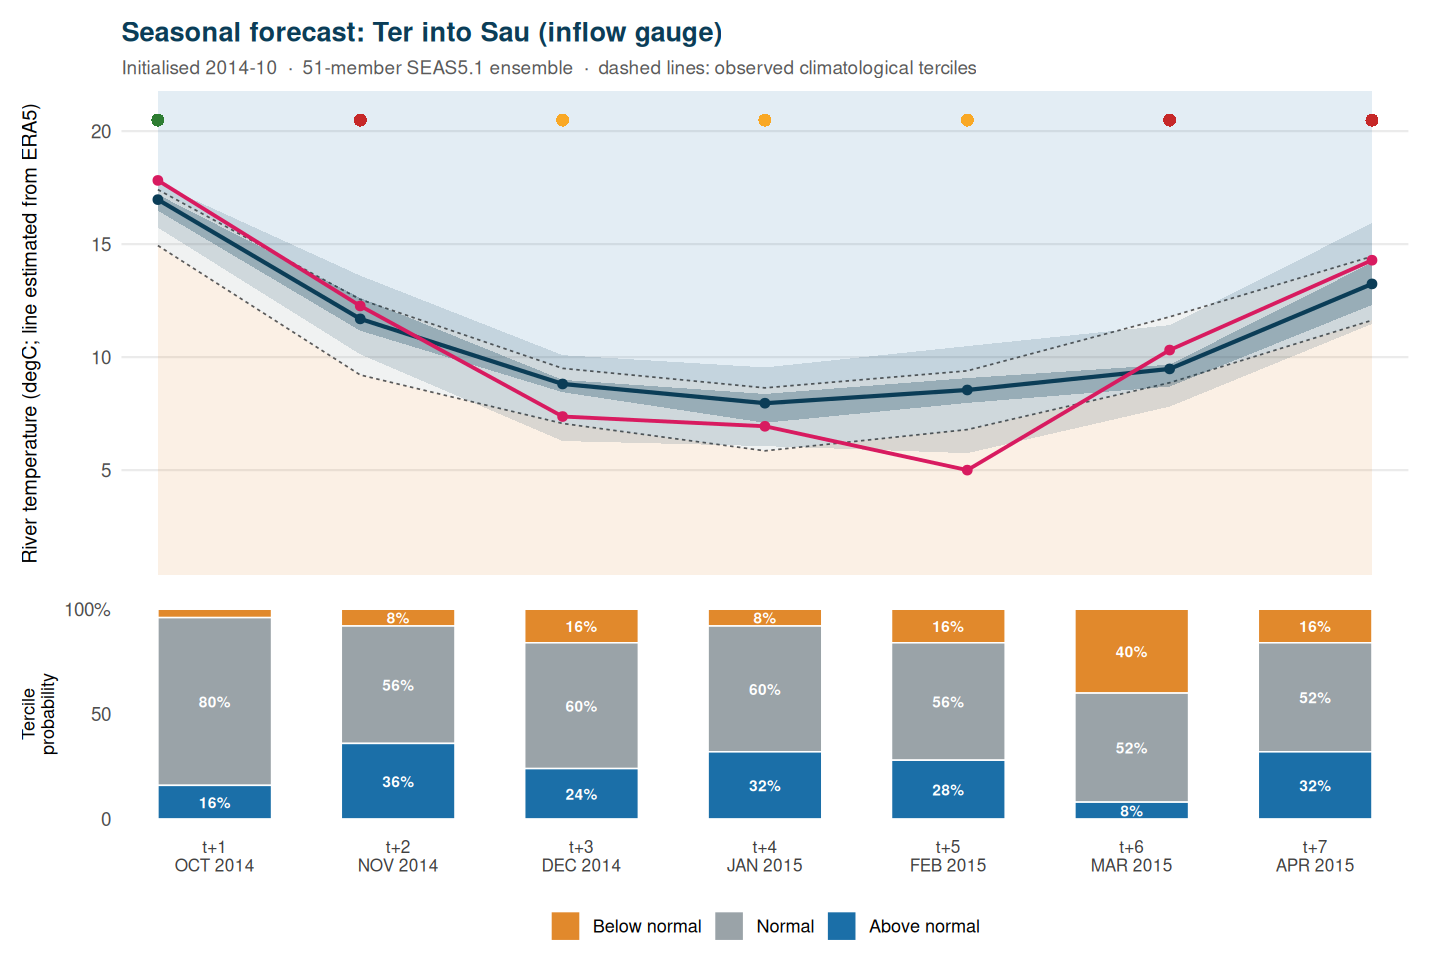 Seasonal forecast: Ter into Sau (inflow gauge)
Initialised 2014-10 · 51-member SEAS5.1 ensemble · dashed lines: observed climatological terciles
River temperature (degC; line estimated from ERA5)
20
15
10
5
Tercile
probability
100%
50
0
8%
16%
8%
16%
40%
16%
80%
56%
60%
60%
56%
52%
52%
16%
36%
24%
32%
28%
8%
32%
t+1
OCT 2014
t+2
NOV 2014
t+3
DEC 2014
t+4
JAN 2015
t+5
FEB 2015
t+6
MAR 2015
t+7
APR 2015
Below normal
Normal
Above normal